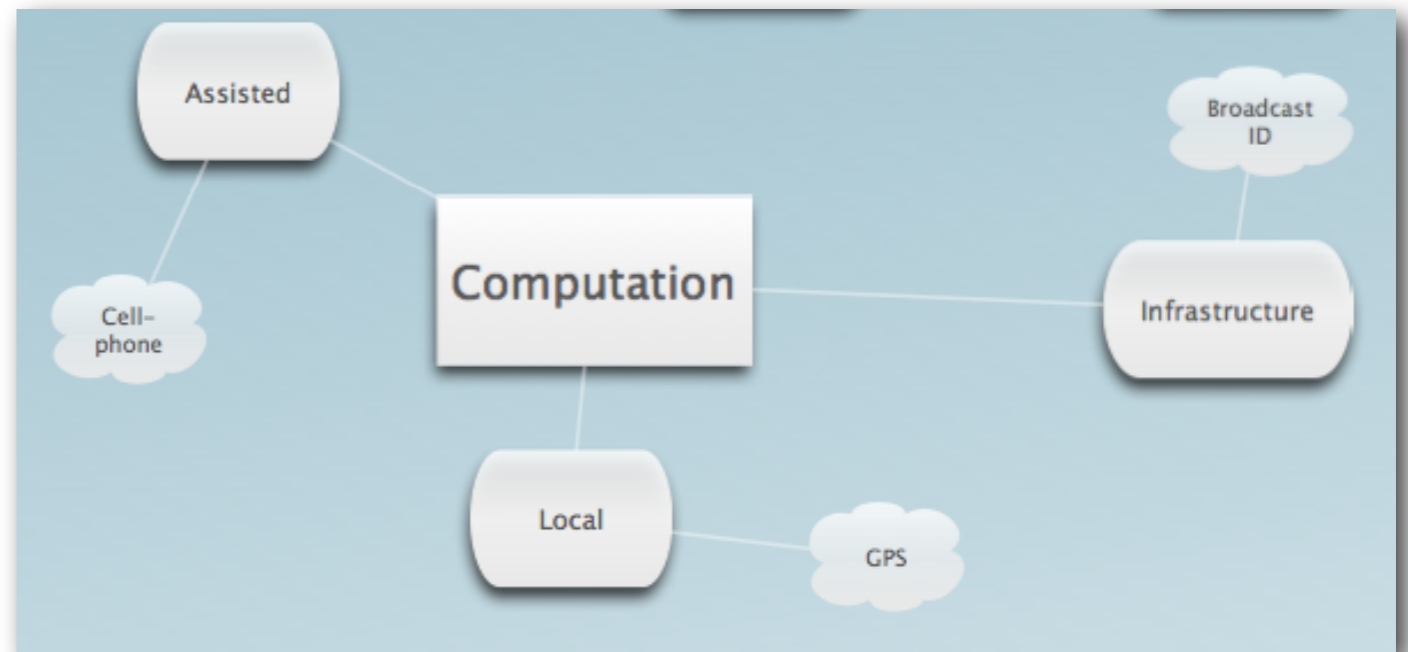 Assisted
Broadcast
ID
Computation
Infrastructure
Cell-
phone
Local
GPS